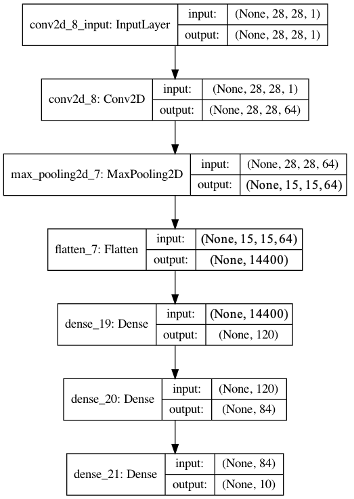 conv2d_8_input: InputLayer input: (None, 28, 28, 1)
output: (None, 28, 28, 1)
conv2d_8: Conv2D input: (None, 28, 28, 1)
output: (None, 28, 28, 64)
max_pooling2d_7: MaxPooling2D input: (None, 28, 28, 64)
output: (None, 15, 15, 64)
flatten_7: Flatten input: (None, 15, 15, 64)
output: (None, 14400)
dense_19: Dense input: (None, 14400)
output: (None, 120)
dense_20: Dense input: (None, 120)
output: (None, 84)
dense_21: Dense input: (None, 84)
output: (None, 10)